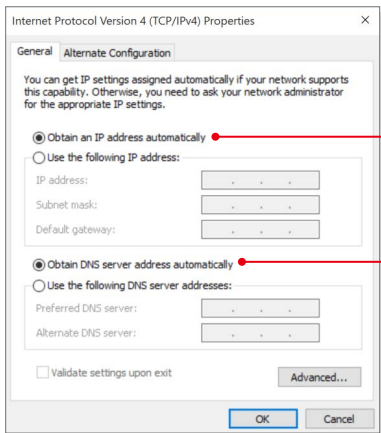 Internet Protocol Version 4 (TCP/IPv4) Properties
General Alternate Configuration
You can get IP settings assigned automatically if your network supports
this capability. Otherwise, you need to ask your network administrator
for the appropriate IP settings.
Obtain an IP address automatically
Use the following IP address:
IP address:
Subnet mask:
Default gateway:
Obtain DNS server address automatically
Use the following DNS server addresses:
Preferred DNS server:
Alternate DNS server:
Validate settings upon exit
Advanced...
OK Cancel